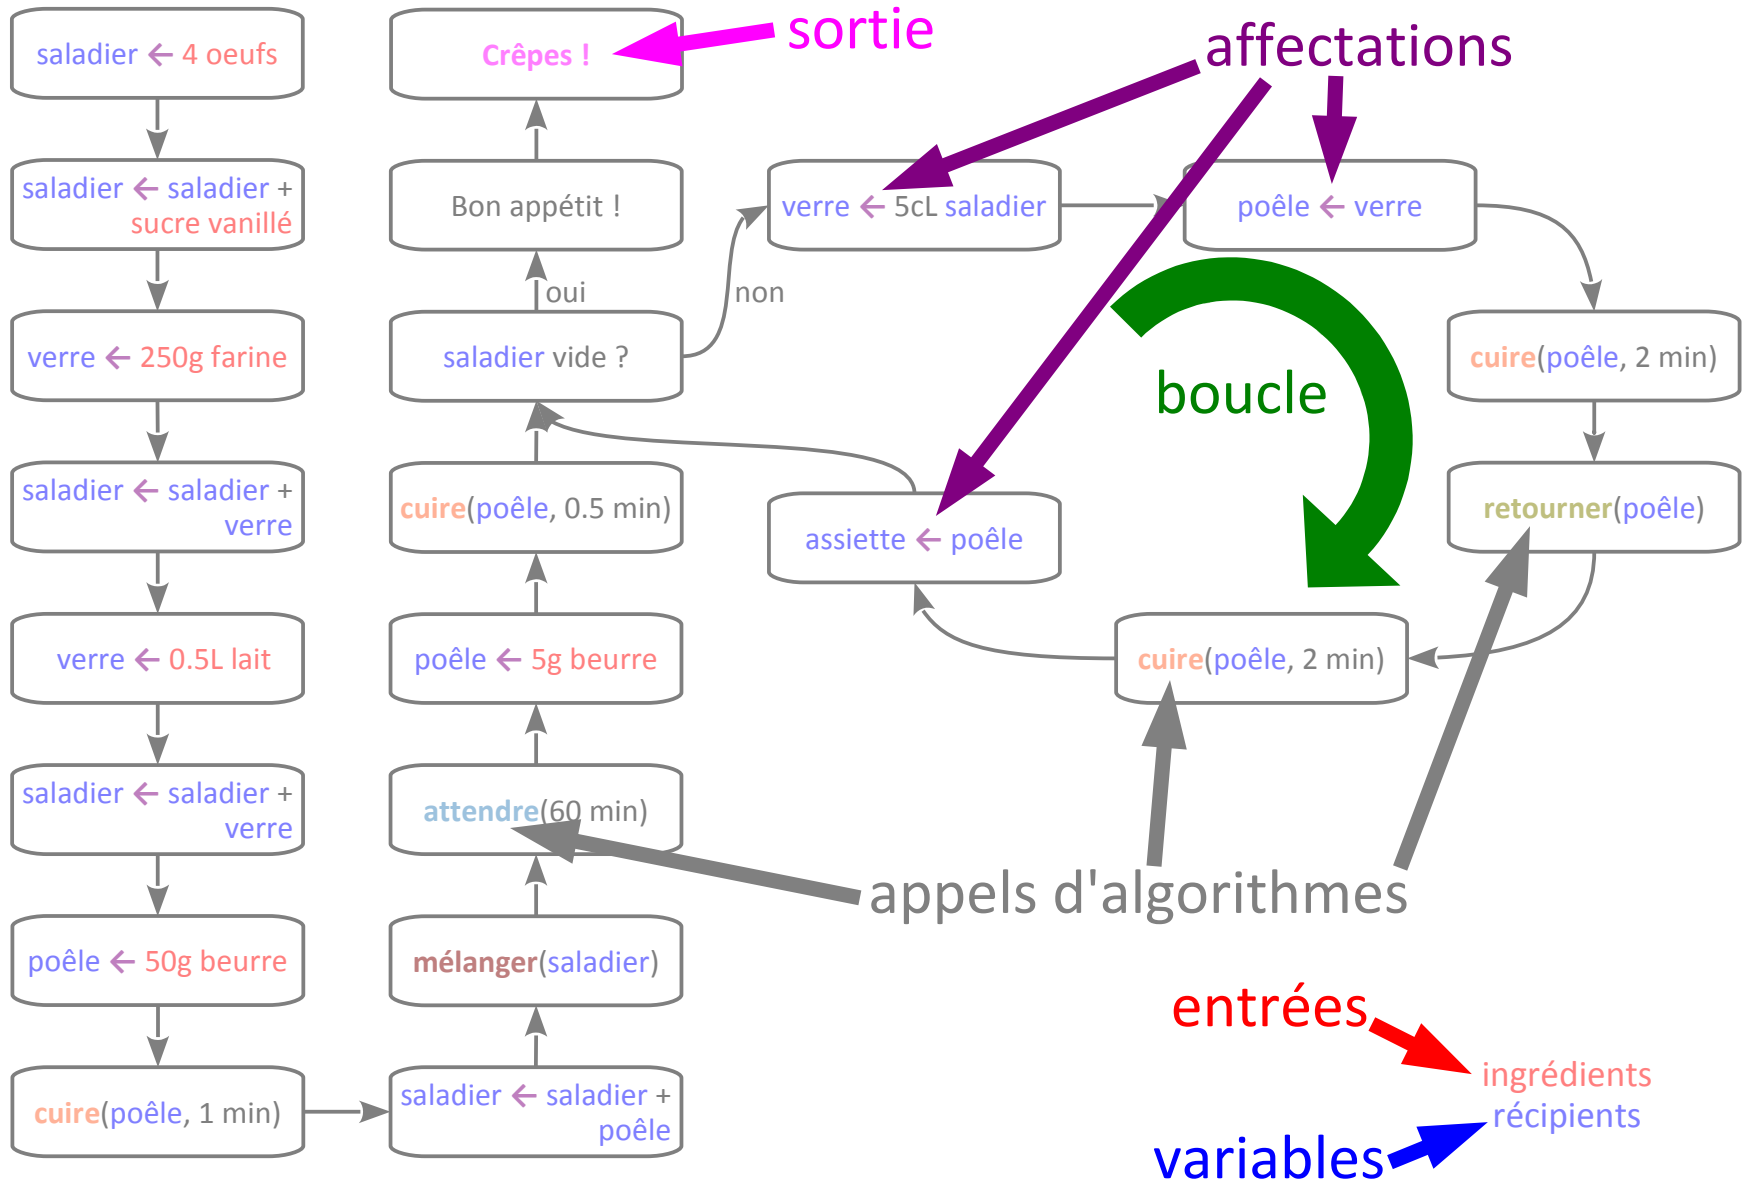 saladier ← 4 oeufs
saladier ← saladier +
sucre vanillé
verre ← 250g farine
saladier ← saladier +
verre
verre ← 0.5L lait
saladier ← saladier +
verre
poêle ← 50g beurre
cuire(poêle, 1 min)
saladier ← saladier +
poêle
mélanger(saladier)
attendre(60 min)
poêle ← 5g beurre
cuire(poêle, 0.5 min)
saladier vide ?
oui
non
Bon appétit !
Crêpes !
sortie
verre ← 5cL saladier
poêle ← verre
cuire(poêle, 2 min)
retourner(poêle)
cuire(poêle, 2 min)
assiette ← poêle
affectations
boucle
appels d'algorithmes
entrées
ingrédients
récipients
variables